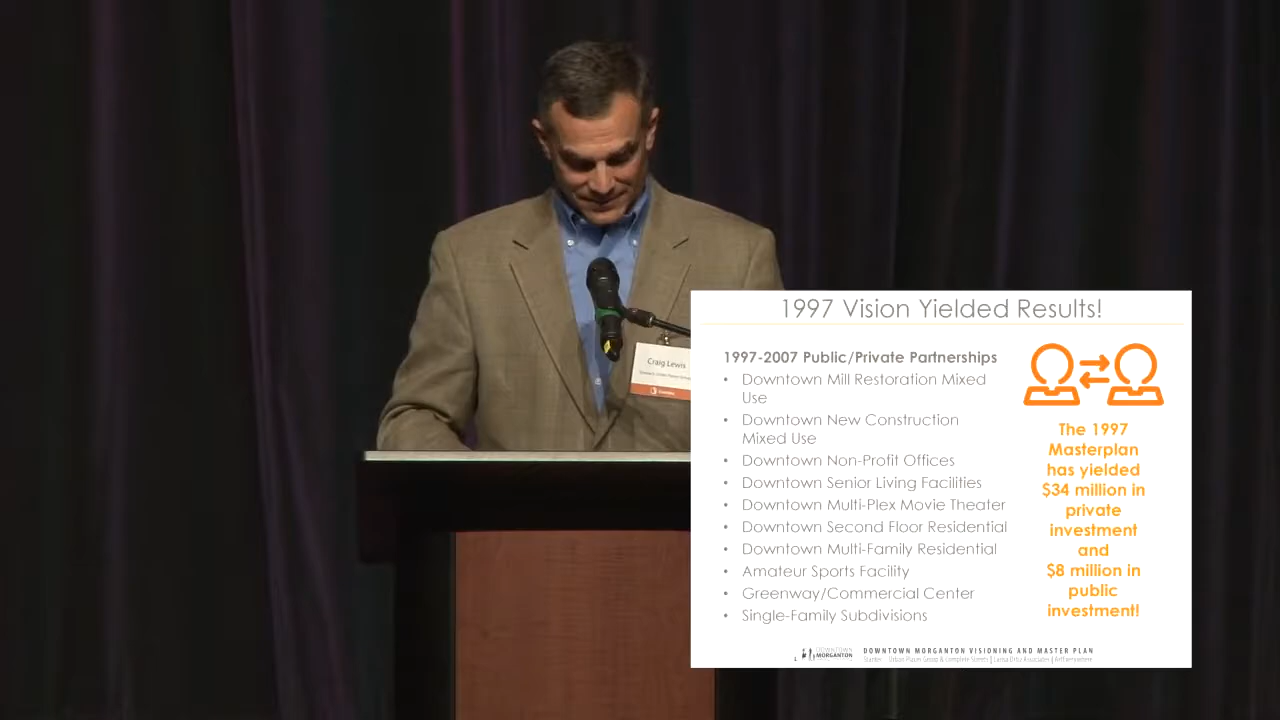 Craig Lewis
1997 Vision Yielded Results!
1997-2007 Public/Private Partnerships
• Downtown Mill Restoration Mixed
Use
• Downtown New Construction
Mixed Use
• Downtown Non-Profit Offices
• Downtown Senior Living Facilities
• Downtown Multi-Plex Movie Theater
• Downtown Second Floor Residential
• Downtown Multi-Family Residential
• Amateur Sports Facility
• Greenway/Commercial Center
• Single-Family Subdivisions
The 1997
Masterplan
has yielded
$34 million in
private
investment
and
$8 million in
public
investment!
DOWNTOWN
MORGANTON
DOWNTOWN MORGANTON VISIONING AND MASTER PLAN